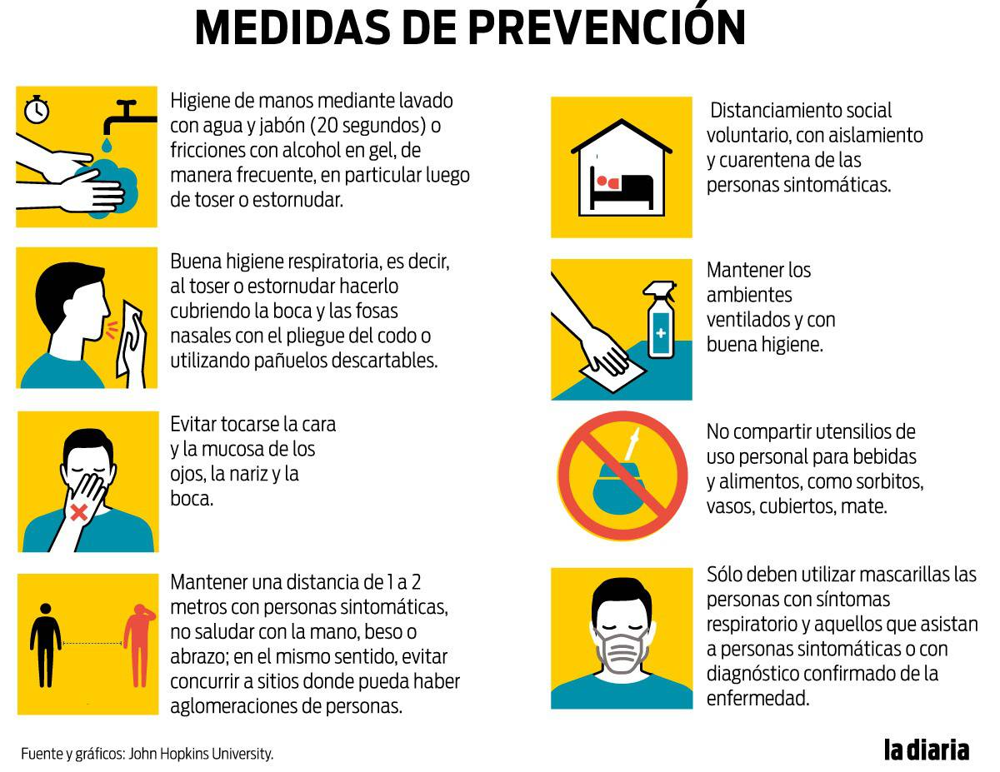 MEDIDAS DE PREVENCIÓN
Higiene de manos mediante lavado
con agua y jabón (20 segundos) o
fricciones con alcohol en gel, de
manera frecuente, en particular luego
de toser o estornudar.
Buena higiene respiratoria, es decir,
al toser o estornudar hacerlo
cubriendo la boca y las fosas
nasales con el pliegue del codo o
utilizando pañuelos descartables.
Evitar tocarse la cara
y la mucosa de los
ojos, la nariz y la
boca.
Mantener una distancia de 1 a 2
metros con personas sintomáticas,
no saludar con la mano, beso o
abrazo; en el mismo sentido, evitar
concurrir a sitios donde pueda haber
aglomeraciones de personas.
Distanciamiento social
voluntario, con aislamiento
y cuarentena de las
personas sintomáticas.
Mantener los
ambientes
ventilados y con
buena higiene.
No compartir utensilios de
uso personal para bebidas
y alimentos, como sorbitos,
vasos, cubiertos, mate.
Sólo deben utilizar mascarillas las
personas con síntomas
respiratorio y aquellos que asistan
a personas sintomáticas o con
diagnóstico confirmado de la
enfermedad.
Fuente y gráficos: John Hopkins University.
la diaria